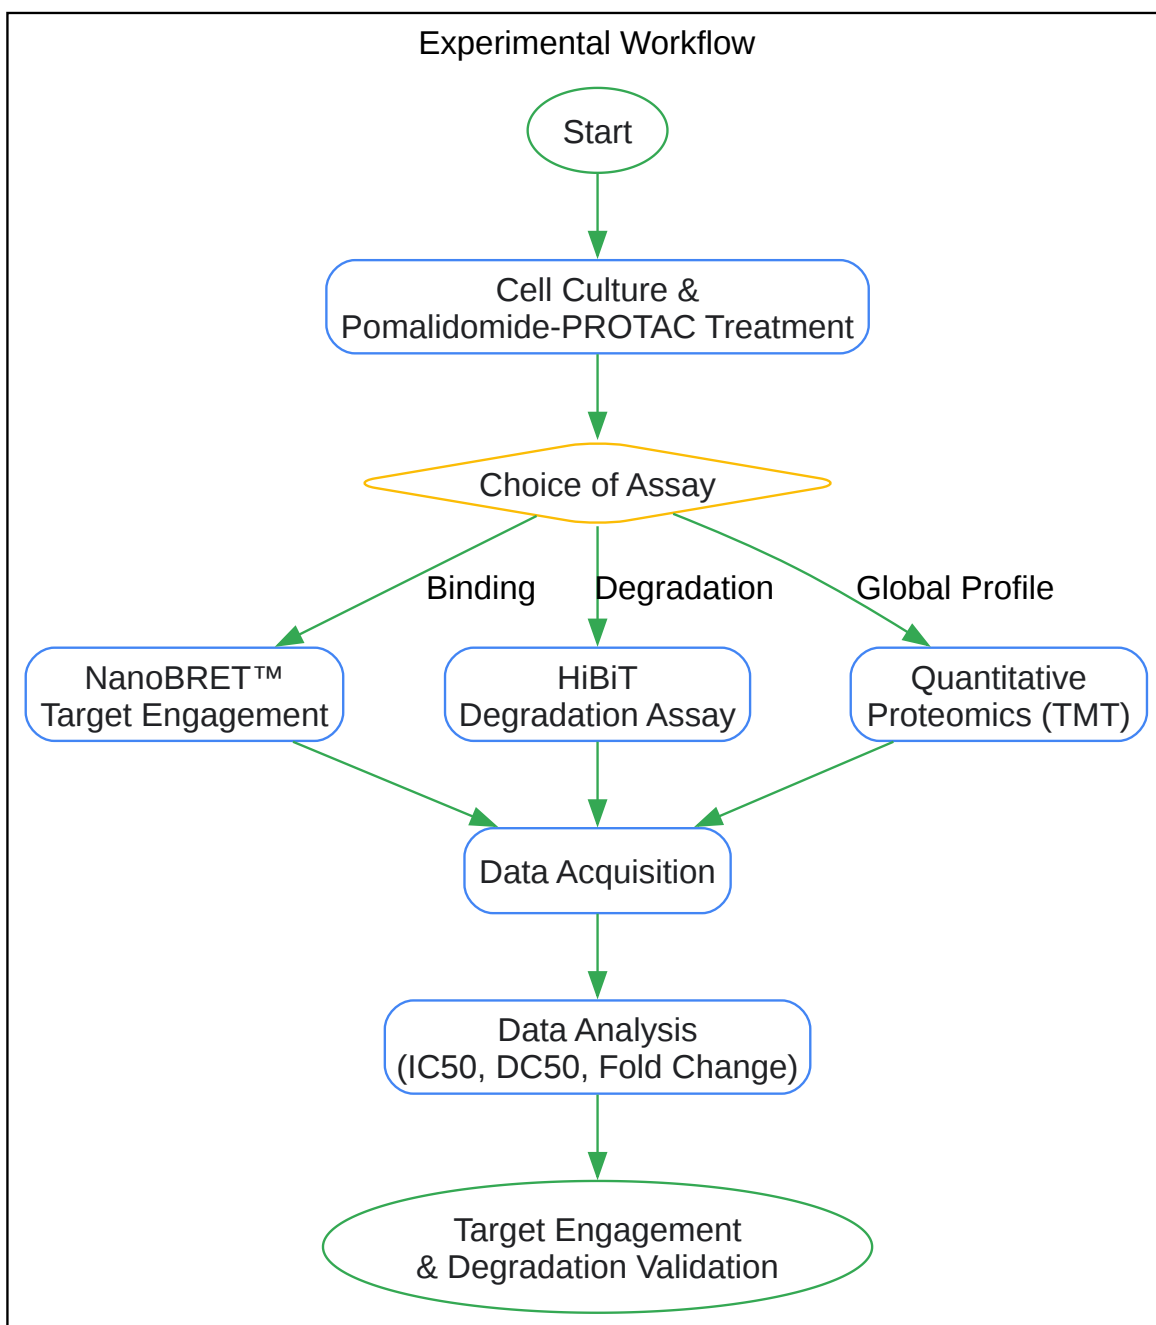 Experimental Workflow
Start
Cell Culture &
Pomalidomide-PROTAC Treatment
Choice of Assay
Binding
Degradation
Global Profile
NanoBRET™
Target Engagement
HiBiT
Degradation Assay
Quantitative
Proteomics (TMT)
Data Acquisition
Data Analysis
(IC50, DC50, Fold Change)
Target Engagement
& Degradation Validation